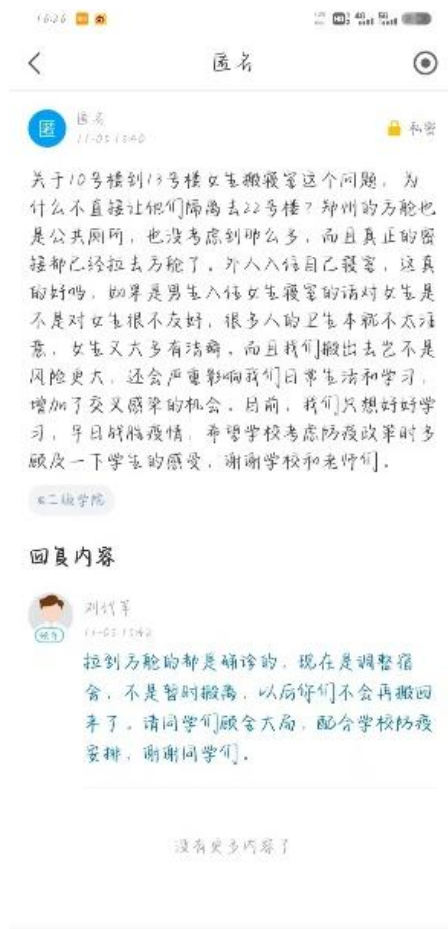 16:26
匿名
匿
匿名
11-05 15:40
私密
关于10号楼到13号楼女生搬寝室这个问题，为
什么不直接让他们隔离去22号楼？郑州的方舱也
是公共厕所，也没考虑到那么多，而且真正的密
接都已经拉去方舱了。外人入住自己寝室，这真
的好吗，如果是男生入住女生寝室的话对女生是
不是对女生很不友好，很多人的卫生本就不太注
意，女生又大多有洁癖。而且我们搬出去岂不是
风险更大，还会严重影响我们日常生活和学习，
增加了交叉感染的机会。目前，我们只想好好学
习，早日战胜疫情，希望学校考虑防疫政策时多
顾及一下学生的感受，谢谢学校和老师们。
@二级学院
回复内容
刘代军
11-05 15:42
拉到方舱的都是确诊的，现在是调整宿
舍，不是暂时搬离，以后你们不会再搬回
来了。请同学们顾全大局，配合学校防疫
安排，谢谢同学们。
没有更多内容了